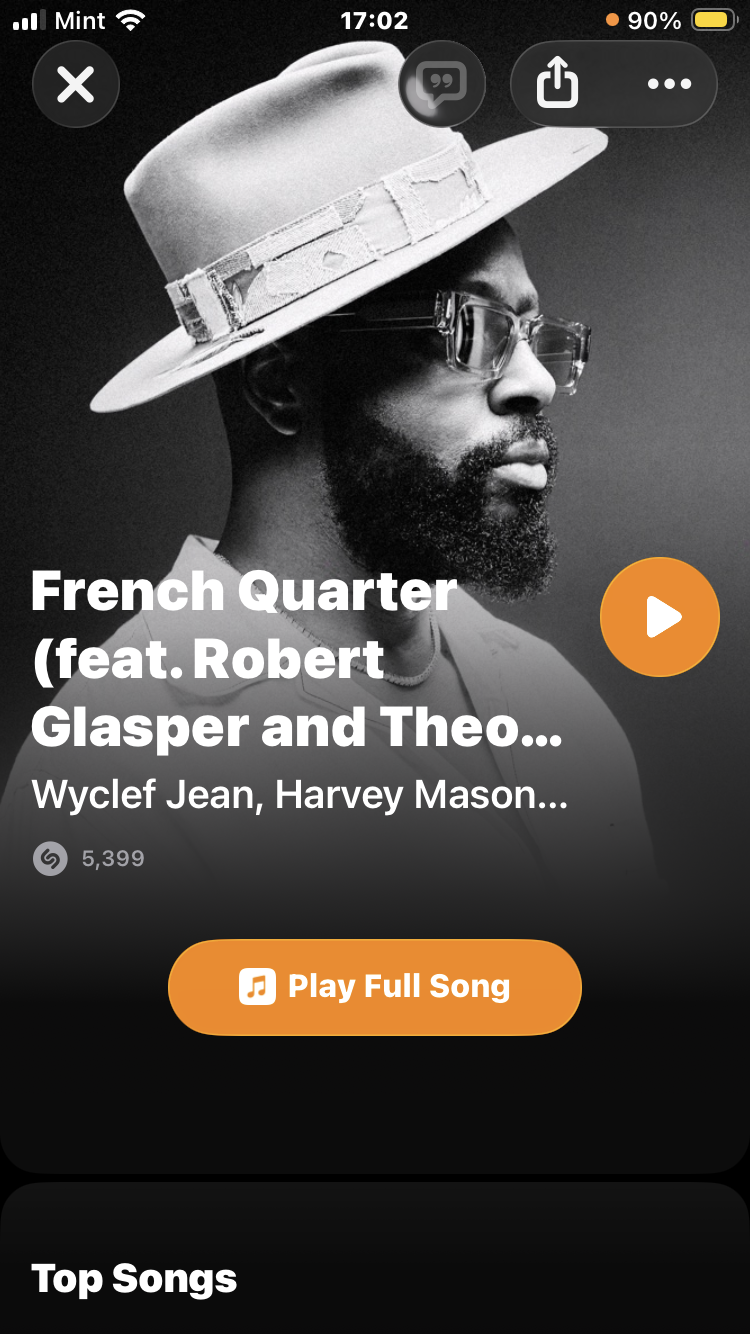 Mint 17:02 90%
French Quarter
(feat. Robert
Glasper and Theo...
Wyclef Jean, Harvey Mason...
5,399
Play Full Song
Top Songs